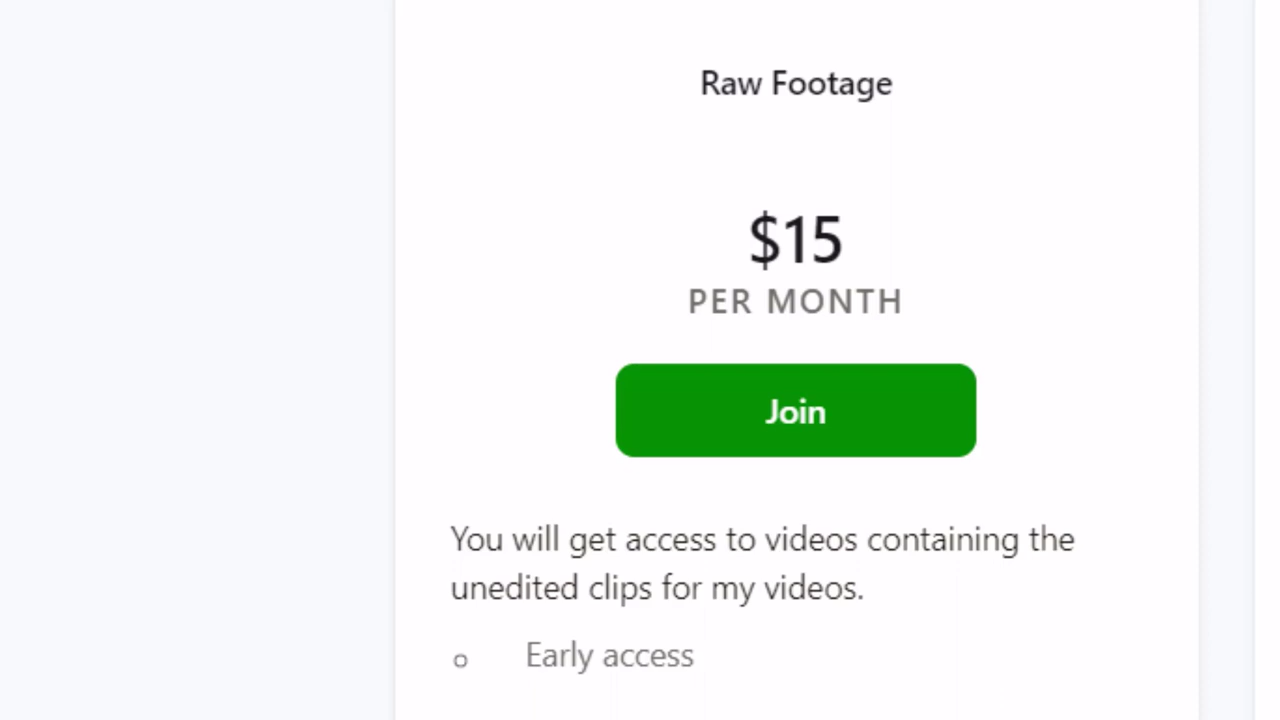 Raw Footage
$15
PER MONTH
Join
You will get access to videos containing the
unedited clips for my videos.
Early access